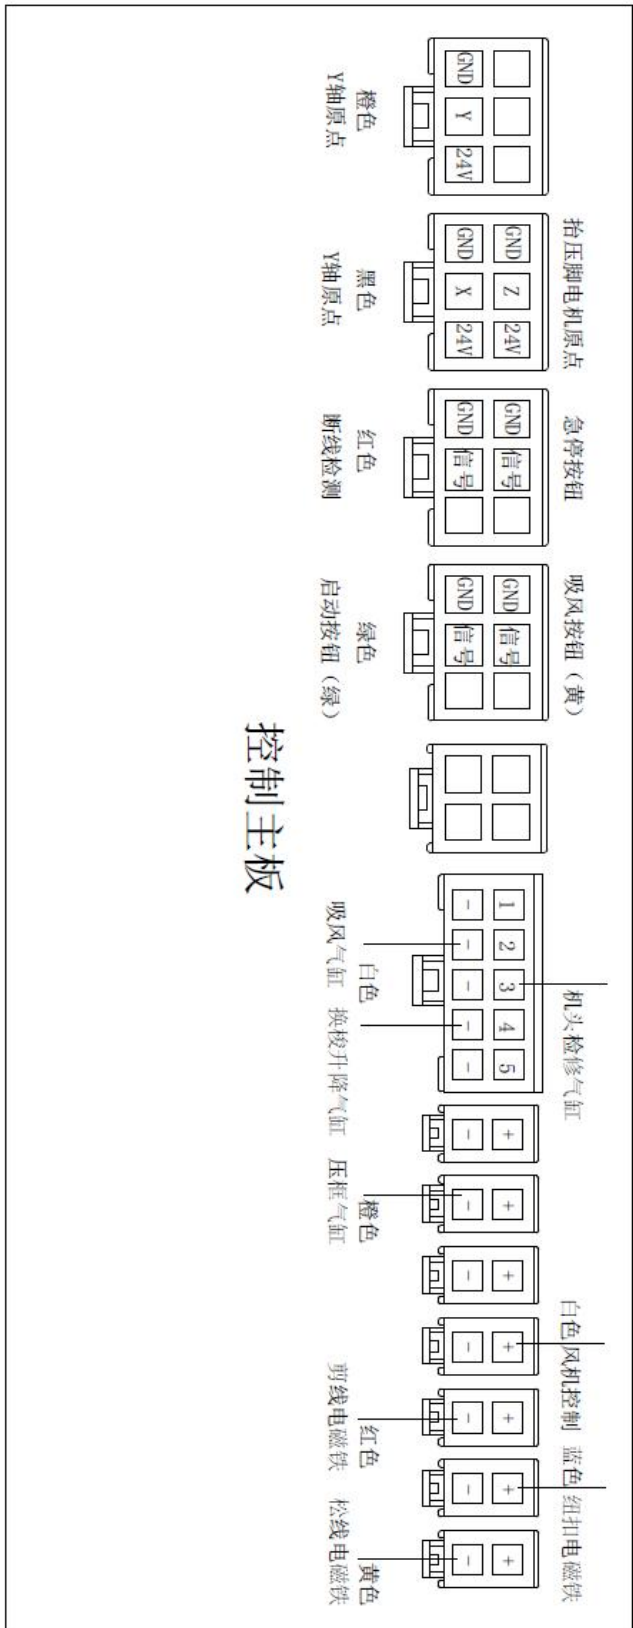 抬压脚电机原点 急停按钮 吸风按钮（黄） 机头检修气缸 白色 风机控制 蓝色 纽扣电磁铁
GND Z 24V GND 信号 GND 信号 1 2 3 4 5 + + + + + + +
GND Y 24V GND X 24V GND 信号 GND 信号 - - - - - - - - - - - -
橙色 黑色 红色 绿色 白色 橙色 红色 黄色
Y轴原点 Y轴原点 断线检测 启动按钮（绿） 吸风气缸 换梭升降气缸 压框气缸 剪线电磁铁 松线电磁铁
控制主板